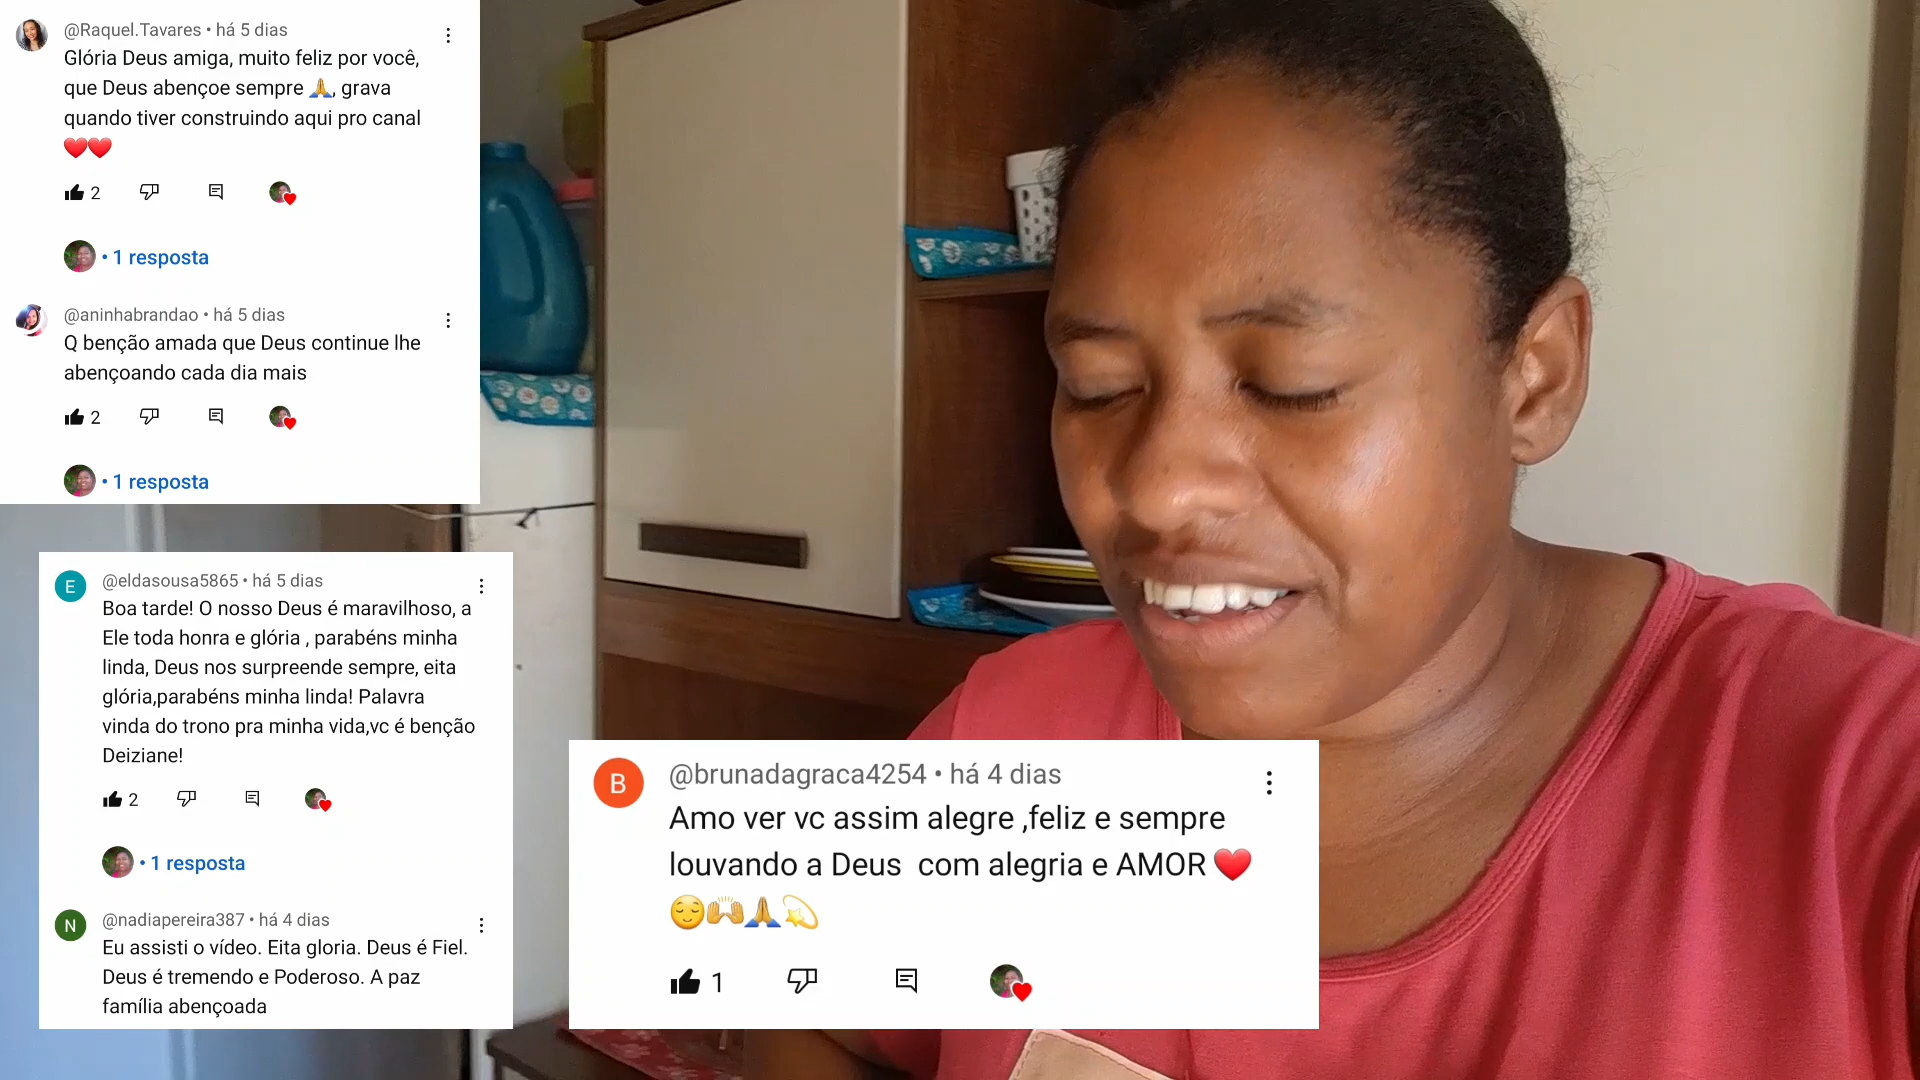 @Raquel.Tavares • há 5 dias
Glória Deus amiga, muito feliz por você,
que Deus abençoe sempre 🙏, grava
quando tiver construindo aqui pro canal
❤️❤️
2
• 1 resposta
@aninhabrandao • há 5 dias
Q benção amada que Deus continue lhe
abençoando cada dia mais
2
• 1 resposta
E
@eldasousa5865 • há 5 dias
Boa tarde! O nosso Deus é maravilhoso, a
Ele toda honra e glória , parabéns minha
linda, Deus nos surpreende sempre, eita
glória,parabéns minha linda! Palavra
vinda do trono pra minha vida,vc é benção
Deiziane!
2
• 1 resposta
N
@nadiapereira387 • há 4 dias
Eu assisti o vídeo. Eita gloria. Deus é Fiel.
Deus é tremendo e Poderoso. A paz
família abençoada
B
@brunadagraca4254 • há 4 dias
Amo ver vc assim alegre ,feliz e sempre
louvando a Deus  com alegria e AMOR ❤️
😌🙌🙏💫
1